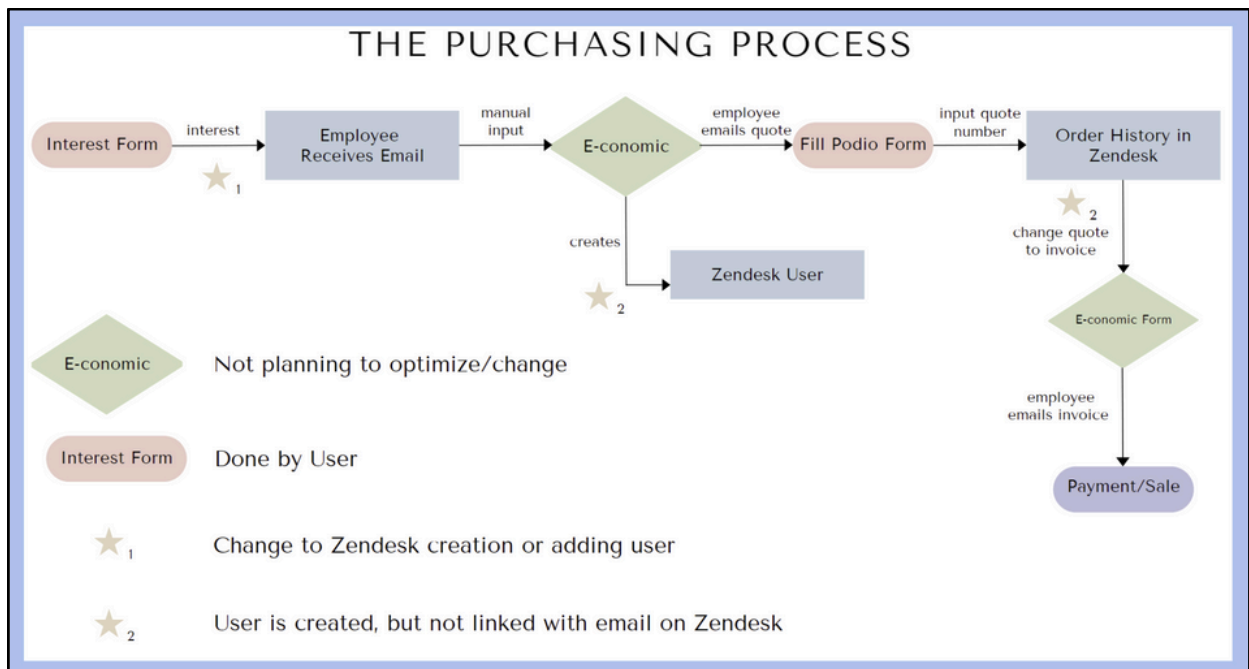 THE PURCHASING PROCESS
Interest Form
interest
1
Employee
Receives Email
manual
input
E-conomic
employee
emails quote
Fill Podio Form
input quote
number
Order History in
Zendesk
creates
2
Zendesk User
2
change quote
to invoice
E-conomic Form
employee
emails invoice
Payment/Sale
E-conomic
Not planning to optimize/change
Interest Form
Done by User
1
Change to Zendesk creation or adding user
2
User is created, but not linked with email on Zendesk